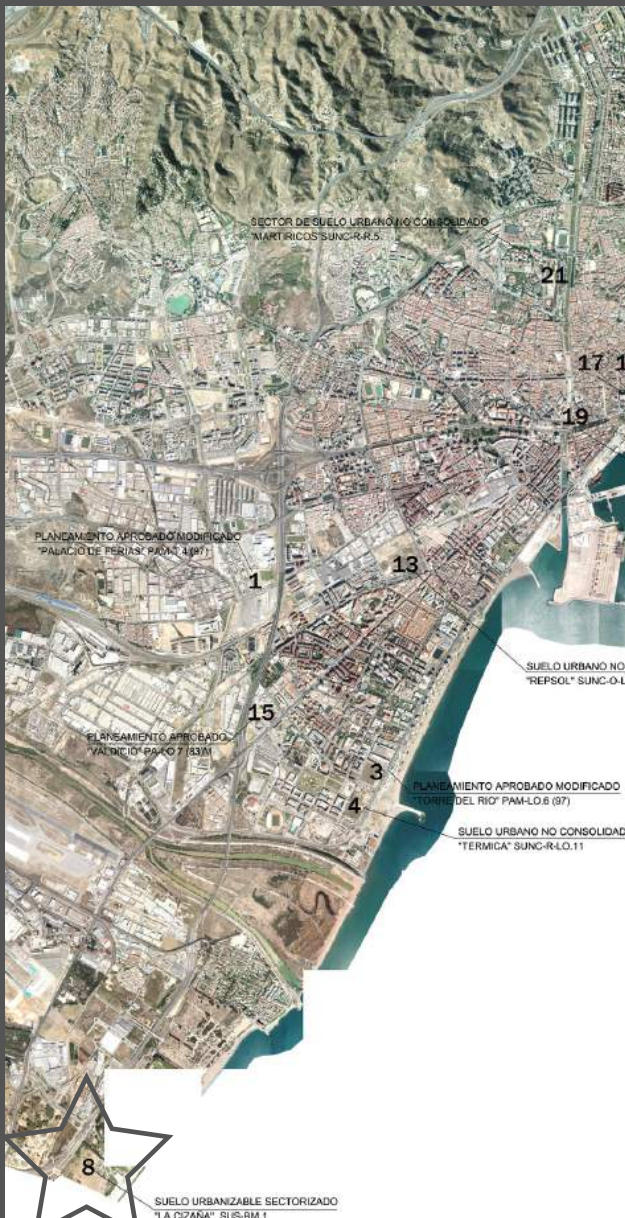 SECTOR DE SUELO URBANO NO CONSOLIDADO
"MARTIRICOS" SUNC-R-R.5
21
17
1
19
PLANEAMIENTO APROBADO MODIFICADO
"PALACIO DE FERIAS" PAM-T.4 (97)
1
13
SUELO URBANO NO
"REPSOL" SUNC-O-L
15
PLANEAMIENTO APROBADO
"VALDICIO" PA-LO.7 (83)M
3
PLANEAMIENTO APROBADO MODIFICADO
"TORRE DEL RIO" PAM-LO.6 (97)
4
SUELO URBANO NO CONSOLIDAD
"TERMICA" SUNC-R-LO.11
8
SUELO URBANIZABLE SECTORIZADO
"LA CIZAÑA" SUS-BM.1